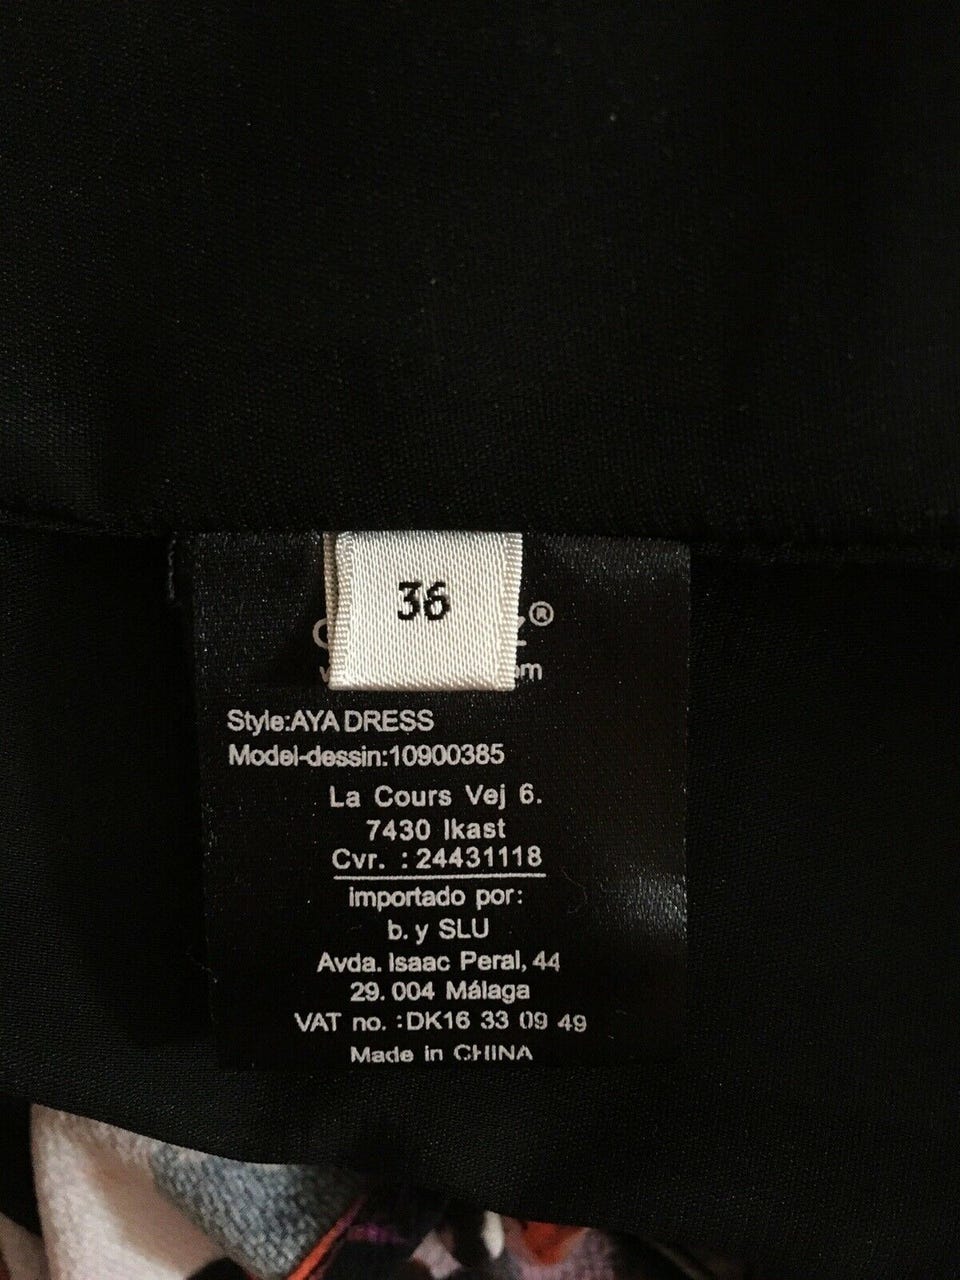 36
®
Style:AYA DRESS
Model-dessin:10900385
La Cours Vej 6.
7430 Ikast
Cvr. : 24431118
importado por:
b. y SLU
Avda. Isaac Peral, 44
29. 004 Málaga
VAT no. :DK16 33 09 49
Made in CHINA